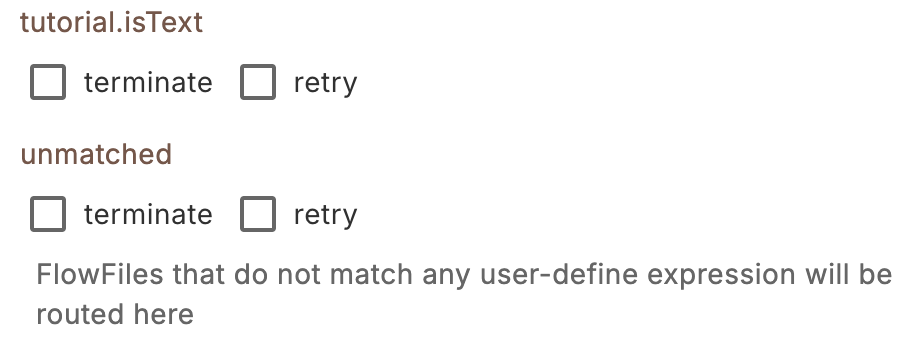 tutorial.isText
terminate retry
unmatched
terminate retry
FlowFiles that do not match any user-define expression will be
routed here